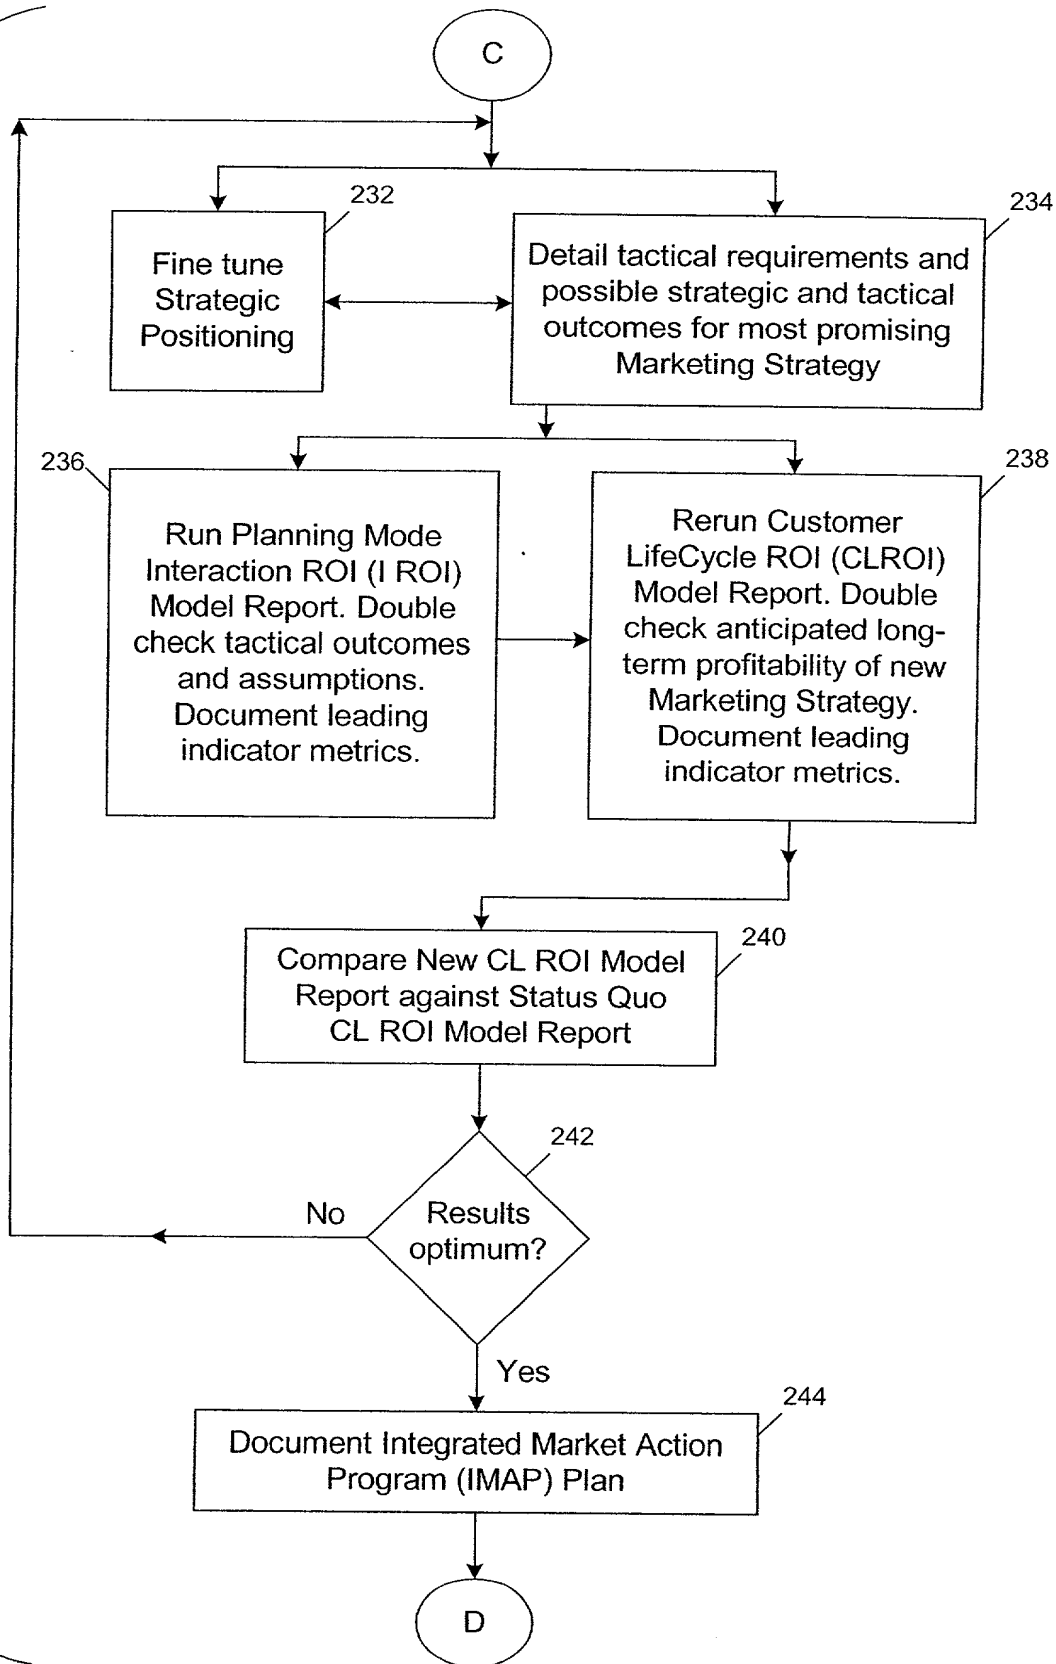 C
232
Fine tune
Strategic
Positioning
234
Detail tactical requirements and
possible strategic and tactical
outcomes for most promising
Marketing Strategy
236
Run Planning Mode
Interaction ROI (I ROI)
Model Report. Double
check tactical outcomes
and assumptions.
Document leading
indicator metrics.
238
Rerun Customer
LifeCycle ROI (CLROI)
Model Report. Double
check anticipated long-
term profitability of new
Marketing Strategy.
Document leading
indicator metrics.
240
Compare New CL ROI Model
Report against Status Quo
CL ROI Model Report
242
Results
optimum?
No
Yes
244
Document Integrated Market Action
Program (IMAP) Plan
D